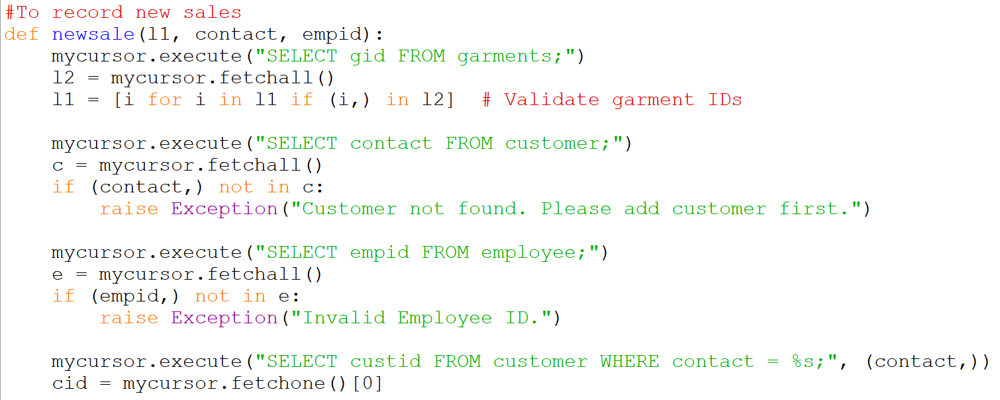 #To record new sales
def newsale(l1, contact, empid):
    mycursor.execute("SELECT gid FROM garments;")
    l2 = mycursor.fetchall()
    l1 = [i for i in l1 if (i,) in l2]  # Validate garment IDs

    mycursor.execute("SELECT contact FROM customer;")
    c = mycursor.fetchall()
    if (contact,) not in c:
        raise Exception("Customer not found. Please add customer first.")

    mycursor.execute("SELECT empid FROM employee;")
    e = mycursor.fetchall()
    if (empid,) not in e:
        raise Exception("Invalid Employee ID.")

    mycursor.execute("SELECT custid FROM customer WHERE contact = %s;", (contact,))
    cid = mycursor.fetchone()[0]